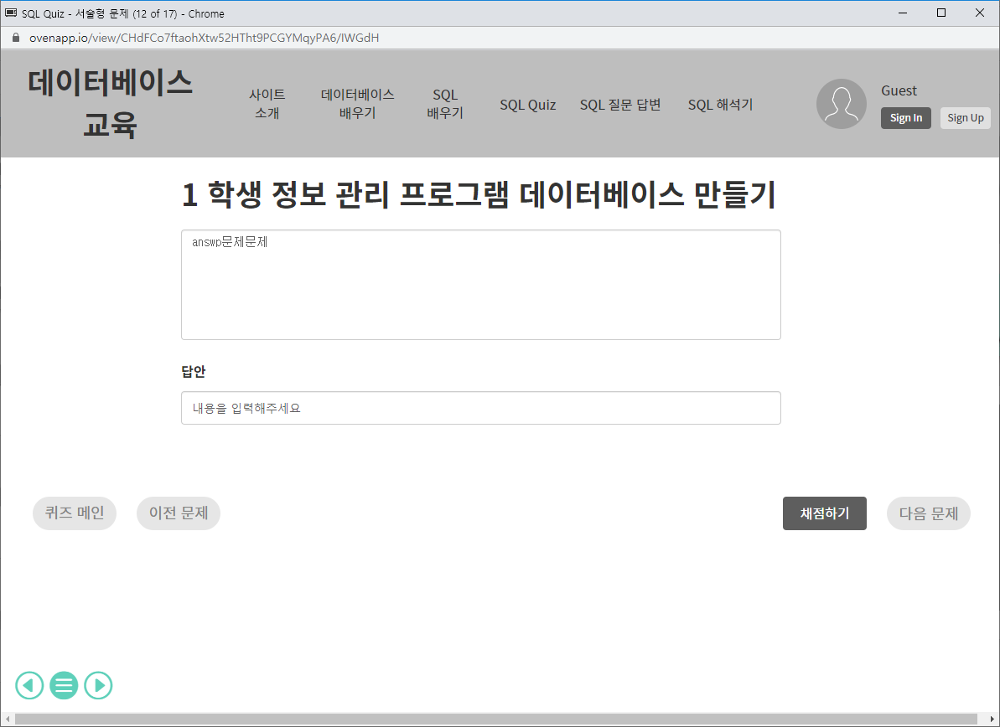 SQL Quiz - 서술형 문제 (12 of 17) - Chrome
ovenapp.io/view/CHdFCo7ftaohXtw52HTht9PCGYMqyPA6/IWGdH
데이터베이스
교육
사이트
소개
데이터베이스
배우기
SQL
배우기
SQL Quiz
SQL 질문 답변
SQL 해석기
Guest
Sign In
Sign Up
1 학생 정보 관리 프로그램 데이터베이스 만들기
answp문제문제
답안
내용을 입력해주세요
퀴즈 메인
이전 문제
채점하기
다음 문제